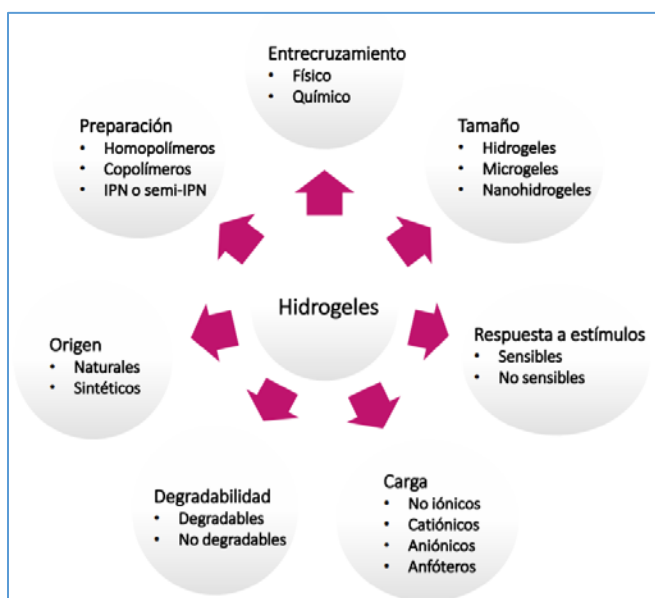 Entrecruzamiento
• Físico
• Químico
Tamaño
• Hidrogeles
• Microgeles
• Nanohidrogeles
Respuesta a estímulos
• Sensibles
• No sensibles
Carga
• No iónicos
• Catiónicos
• Aniónicos
• Anfóteros
Degradabilidad
• Degradables
• No degradables
Origen
• Naturales
• Sintéticos
Preparación
• Homopolímeros
• Copolímeros
• IPN o semi-IPN
Hidrogeles